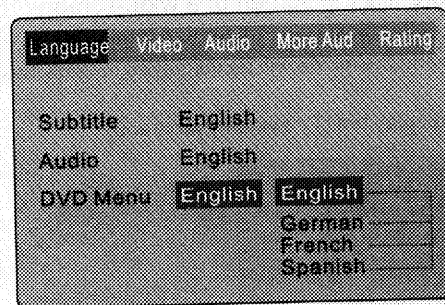 Language Video Audio More Aud Rating
Subtitle English
Audio English
DVD Menu English English
German
French
Spanish